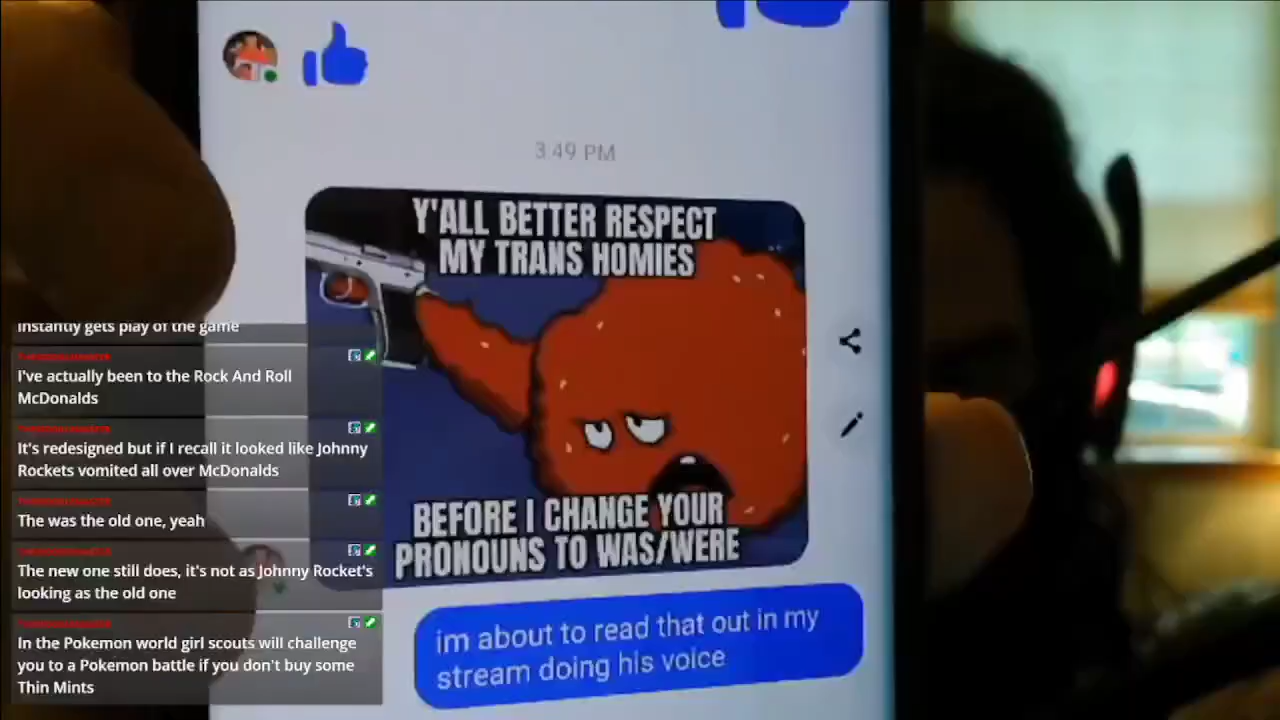 3:49 PM
Y'ALL BETTER RESPECT
MY TRANS HOMIES
BEFORE I CHANGE YOUR
PRONOUNS TO WAS/WERE
im about to read that out in my
stream doing his voice
instantly gets play of the game
I've actually been to the Rock And Roll
McDonalds
It's redesigned but if I recall it looked like Johnny
Rockets vomited all over McDonalds
The was the old one, yeah
The new one still does, it's not as Johnny Rocket's
looking as the old one
In the Pokemon world girl scouts will challenge
you to a Pokemon battle if you don't buy some
Thin Mints